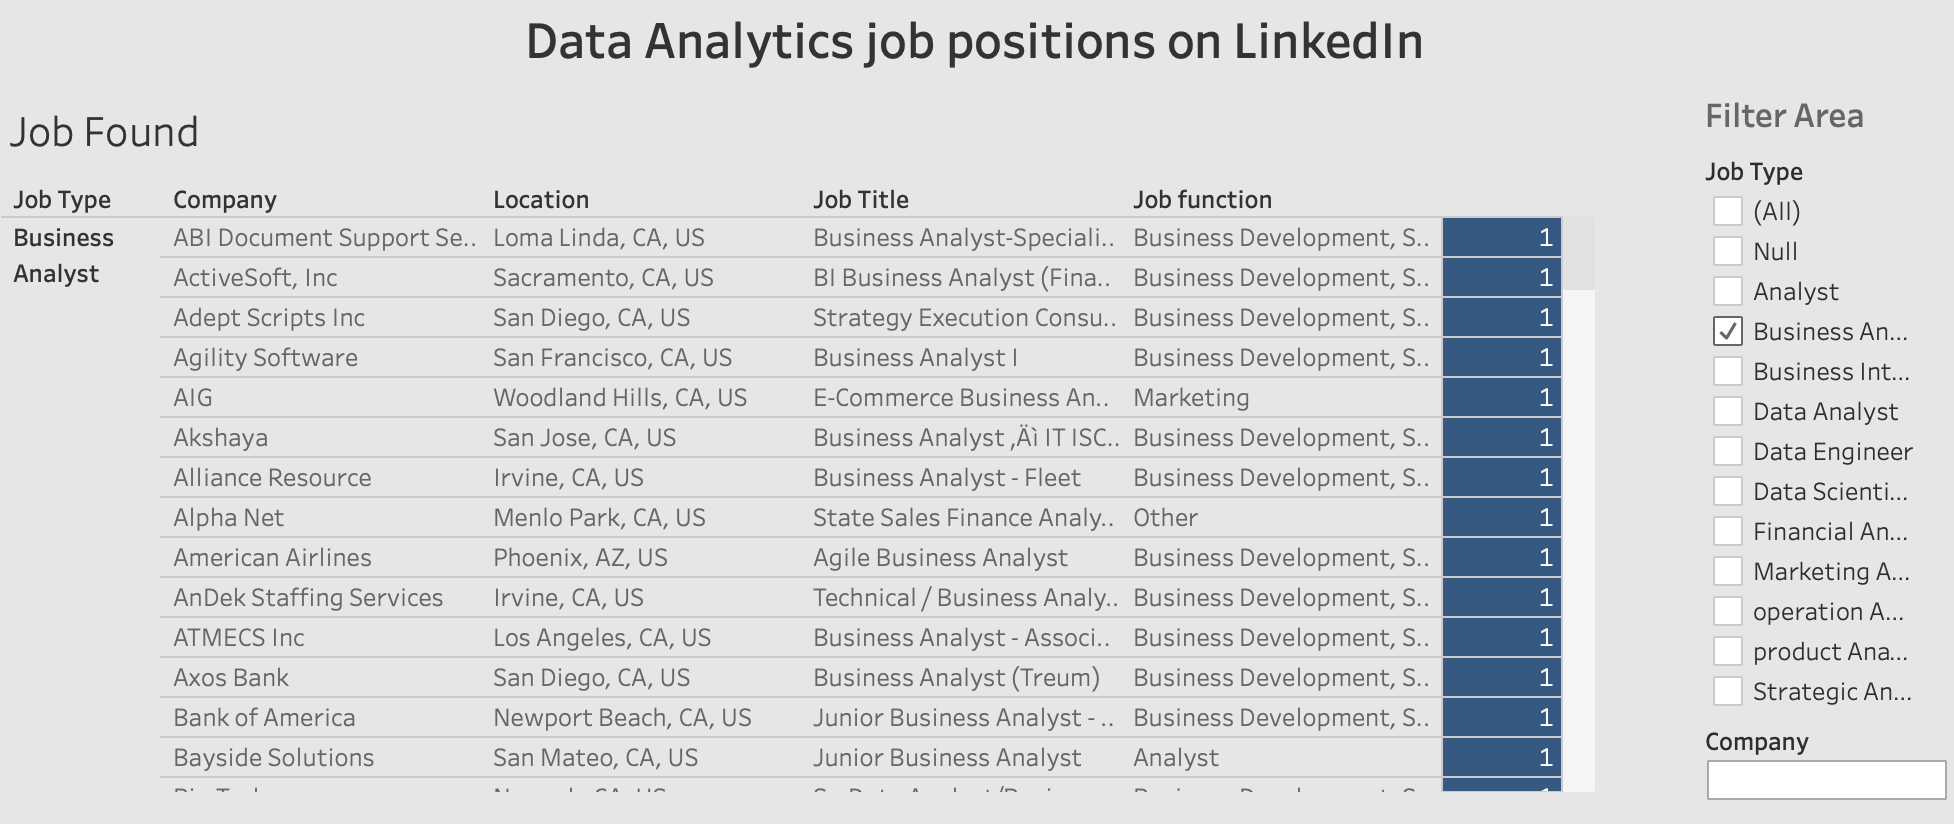 Data Analytics job positions on LinkedIn
Job Found
Job Type Company Location Job Title Job function
Business Analyst
ABI Document Support Se.. Loma Linda, CA, US Business Analyst-Speciali.. Business Development, S.. 1
ActiveSoft, Inc Sacramento, CA, US BI Business Analyst (Fina.. Business Development, S.. 1
Adept Scripts Inc San Diego, CA, US Strategy Execution Consu.. Business Development, S.. 1
Agility Software San Francisco, CA, US Business Analyst I Business Development, S.. 1
AIG Woodland Hills, CA, US E-Commerce Business An.. Marketing 1
Akshaya San Jose, CA, US Business Analyst ‚Äì IT ISC.. Business Development, S.. 1
Alliance Resource Irvine, CA, US Business Analyst - Fleet Business Development, S.. 1
Alpha Net Menlo Park, CA, US State Sales Finance Analy.. Other 1
American Airlines Phoenix, AZ, US Agile Business Analyst Business Development, S.. 1
AnDek Staffing Services Irvine, CA, US Technical / Business Analy.. Business Development, S.. 1
ATMECS Inc Los Angeles, CA, US Business Analyst - Associ.. Business Development, S.. 1
Axos Bank San Diego, CA, US Business Analyst (Treum) Business Development, S.. 1
Bank of America Newport Beach, CA, US Junior Business Analyst - .. Business Development, S.. 1
Bayside Solutions San Mateo, CA, US Junior Business Analyst Analyst 1
Filter Area
Job Type
(All)
Null
Analyst
Business An...
Business Int...
Data Analyst
Data Engineer
Data Scienti...
Financial An...
Marketing A...
operation A...
product Ana...
Strategic An...
Company